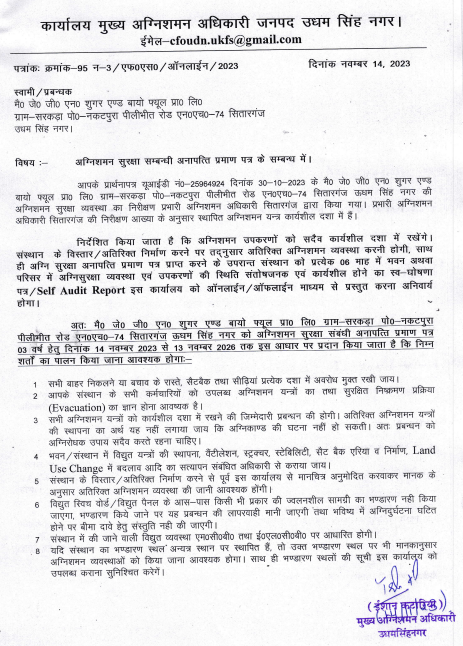 कार्यालय मुख्य अग्निशमन अधिकारी जनपद उधम सिंह नगर।
ईमेल-cfoudn.ukfs@gmail.com
पत्रांकः क्रमांक-95 न-3/एफ0एस0/ऑनलाईन/2023 दिनांक नवम्बर 14, 2023
स्वामी/प्रबन्धक
मै0 जे0 जी0 एन0 शुगर एण्ड बायो फ्यूल प्रा0 लि0
ग्राम-सरकड़ा पो0-नकटपुरा पीलीभीत रोड एन0एच0-74 सितारगंज
उधम सिंह नगर।
विषय :- अग्निशमन सुरक्षा सम्बन्धी अनापत्ति प्रमाण पत्र के सम्बन्ध में।
आपके प्रार्थनापत्र यूआईडी नं0-25964924 दिनांक 30-10-2023 के मै0 जे0 जी0 एन0 शुगर एण्ड
बायो फ्यूल प्रा0 लि0 ग्राम-सरकड़ा पो0-नकटपुरा पीलीभीत रोड एन0एच0-74 सितारगंज ऊधम सिंह नगर की
अग्निशमन सुरक्षा व्यवस्था का निरीक्षण प्रभारी अग्निशमन अधिकारी सितारगंज द्वारा किया गया। प्रभारी अग्निशमन
अधिकारी सितारगंज की निरीक्षण आख्या के अनुसार स्थापित अग्निशमन यन्त्र कार्यशील दशा में हैं।
निर्देशित किया जाता है कि अग्निशमन उपकरणों को सदैव कार्यशील दशा में रखेंगे।
संस्थान के विस्तार/अतिरिक्त निर्माण करने पर तद्नुसार अतिरिक्त अग्निशमन व्यवस्था करनी होगी, साथ
ही अग्नि सुरक्षा अनापत्ति प्रमाण पत्र प्राप्त करने के उपरान्त संस्थान को प्रत्येक 06 माह में भवन अथवा
परिसर में अग्निसुरक्षा व्यवस्था एवं उपकरणों की स्थिति संतोषजनक एवं कार्यशील होने का स्व-घोषणा
पत्र/Self Audit Report इस कार्यालय को ऑनलाईन/ऑफलाईन माध्यम से प्रस्तुत करना अनिवार्य
होगा।
अतः मै0 जे0 जी0 एन0 शुगर एण्ड बायो फ्यूल प्रा0 लि0 ग्राम-सरकड़ा पो0-नकटपुरा
पीलीभीत रोड एन0एच0-74 सितारगंज ऊधम सिंह नगर को अग्निशमन सुरक्षा संबंधी अनापत्ति प्रमाण पत्र
03 वर्ष हेतु दिनांक 14 नवम्बर 2023 से 13 नवम्बर 2026 तक इस आधार पर प्रदान किया जाता है कि निम्न
शर्तो का पालन किया जाना आवश्यक होगाः-
1 सभी बाहर निकलने या बचाव के रास्ते, सैटबैक तथा सीढ़ियां प्रत्येक दशा में अवरोध मुक्त रखी जाय।
2 आपके संस्थान के सभी कर्मचारियों को उपलब्ध अग्निशमन यन्त्रों का तथा सुरक्षित निष्क्रमण प्रक्रिया
(Evacuation) का ज्ञान होना आवष्यक है।
3 सभी अग्निशमन यन्त्रों को कार्यशील दशा में रखने की जिम्मेदारी प्रबन्धन की होगी। अतिरिक्त अग्निशमन यन्त्रों
की स्थापना का अर्थ यह नहीं लगाया जाय कि अग्निकाण्ड की घटना नहीं हो सकती। अतः प्रबन्धन को
अग्निरोधक उपाय सदैव करते रहना चाहिए।
4 भवन/संस्थान में विद्युत यन्त्रों की स्थापना, वैंटीलेशन, स्ट्रक्चर, स्टेबिलिटी, सैट बैक एरिया व निर्माण, Land
Use Change में बदलाव आदि का सत्यापन संबंधित अधिकारी से कराया जाय।
5 संस्थान के विस्तार/अतिरिक्त निर्माण करने से पूर्व इस कार्यालय से मानचित्र अनुमोदित करवाकर मानक के
अनुसार अतिरिक्त अग्निशमन व्यवस्था की जानी आवश्यक होंगी।
6 विद्युत स्विच वोर्ड/विद्युत पैनल के आस-पास किसी भी प्रकार की ज्वलनशील सामग्री का भण्डारण नही किया
जाएगा, भण्डारण किये जाने पर यह प्रबन्धन की लापरवाही मानी जाएगी तथा भविष्य में अग्निदुर्घटना घटित
होने पर बीमा दावे हेतु संस्तुति नही की जाएगी।
7 संस्थान में की जाने वाली विद्युत व्यवस्था एम0सी0बी0 तथा ई0एल0सी0बी0 पर आधारित होगी।
8 यदि संस्थान का भण्डारण स्थल अन्यत्र स्थान पर स्थापित हैं, तो उक्त भण्डारण स्थल पर भी मानकानुसार
अग्निशमन व्यवस्थाओं को किया जाना आवश्यक होगा। साथ ही भण्डारण स्थलों की सूची इस कार्यालय को
उपलब्ध कराना सुनिश्चित करेगें।
(ईशान कटारिया)
मुख्य अग्निशमन अधिकारी
उधमसिंहनगर